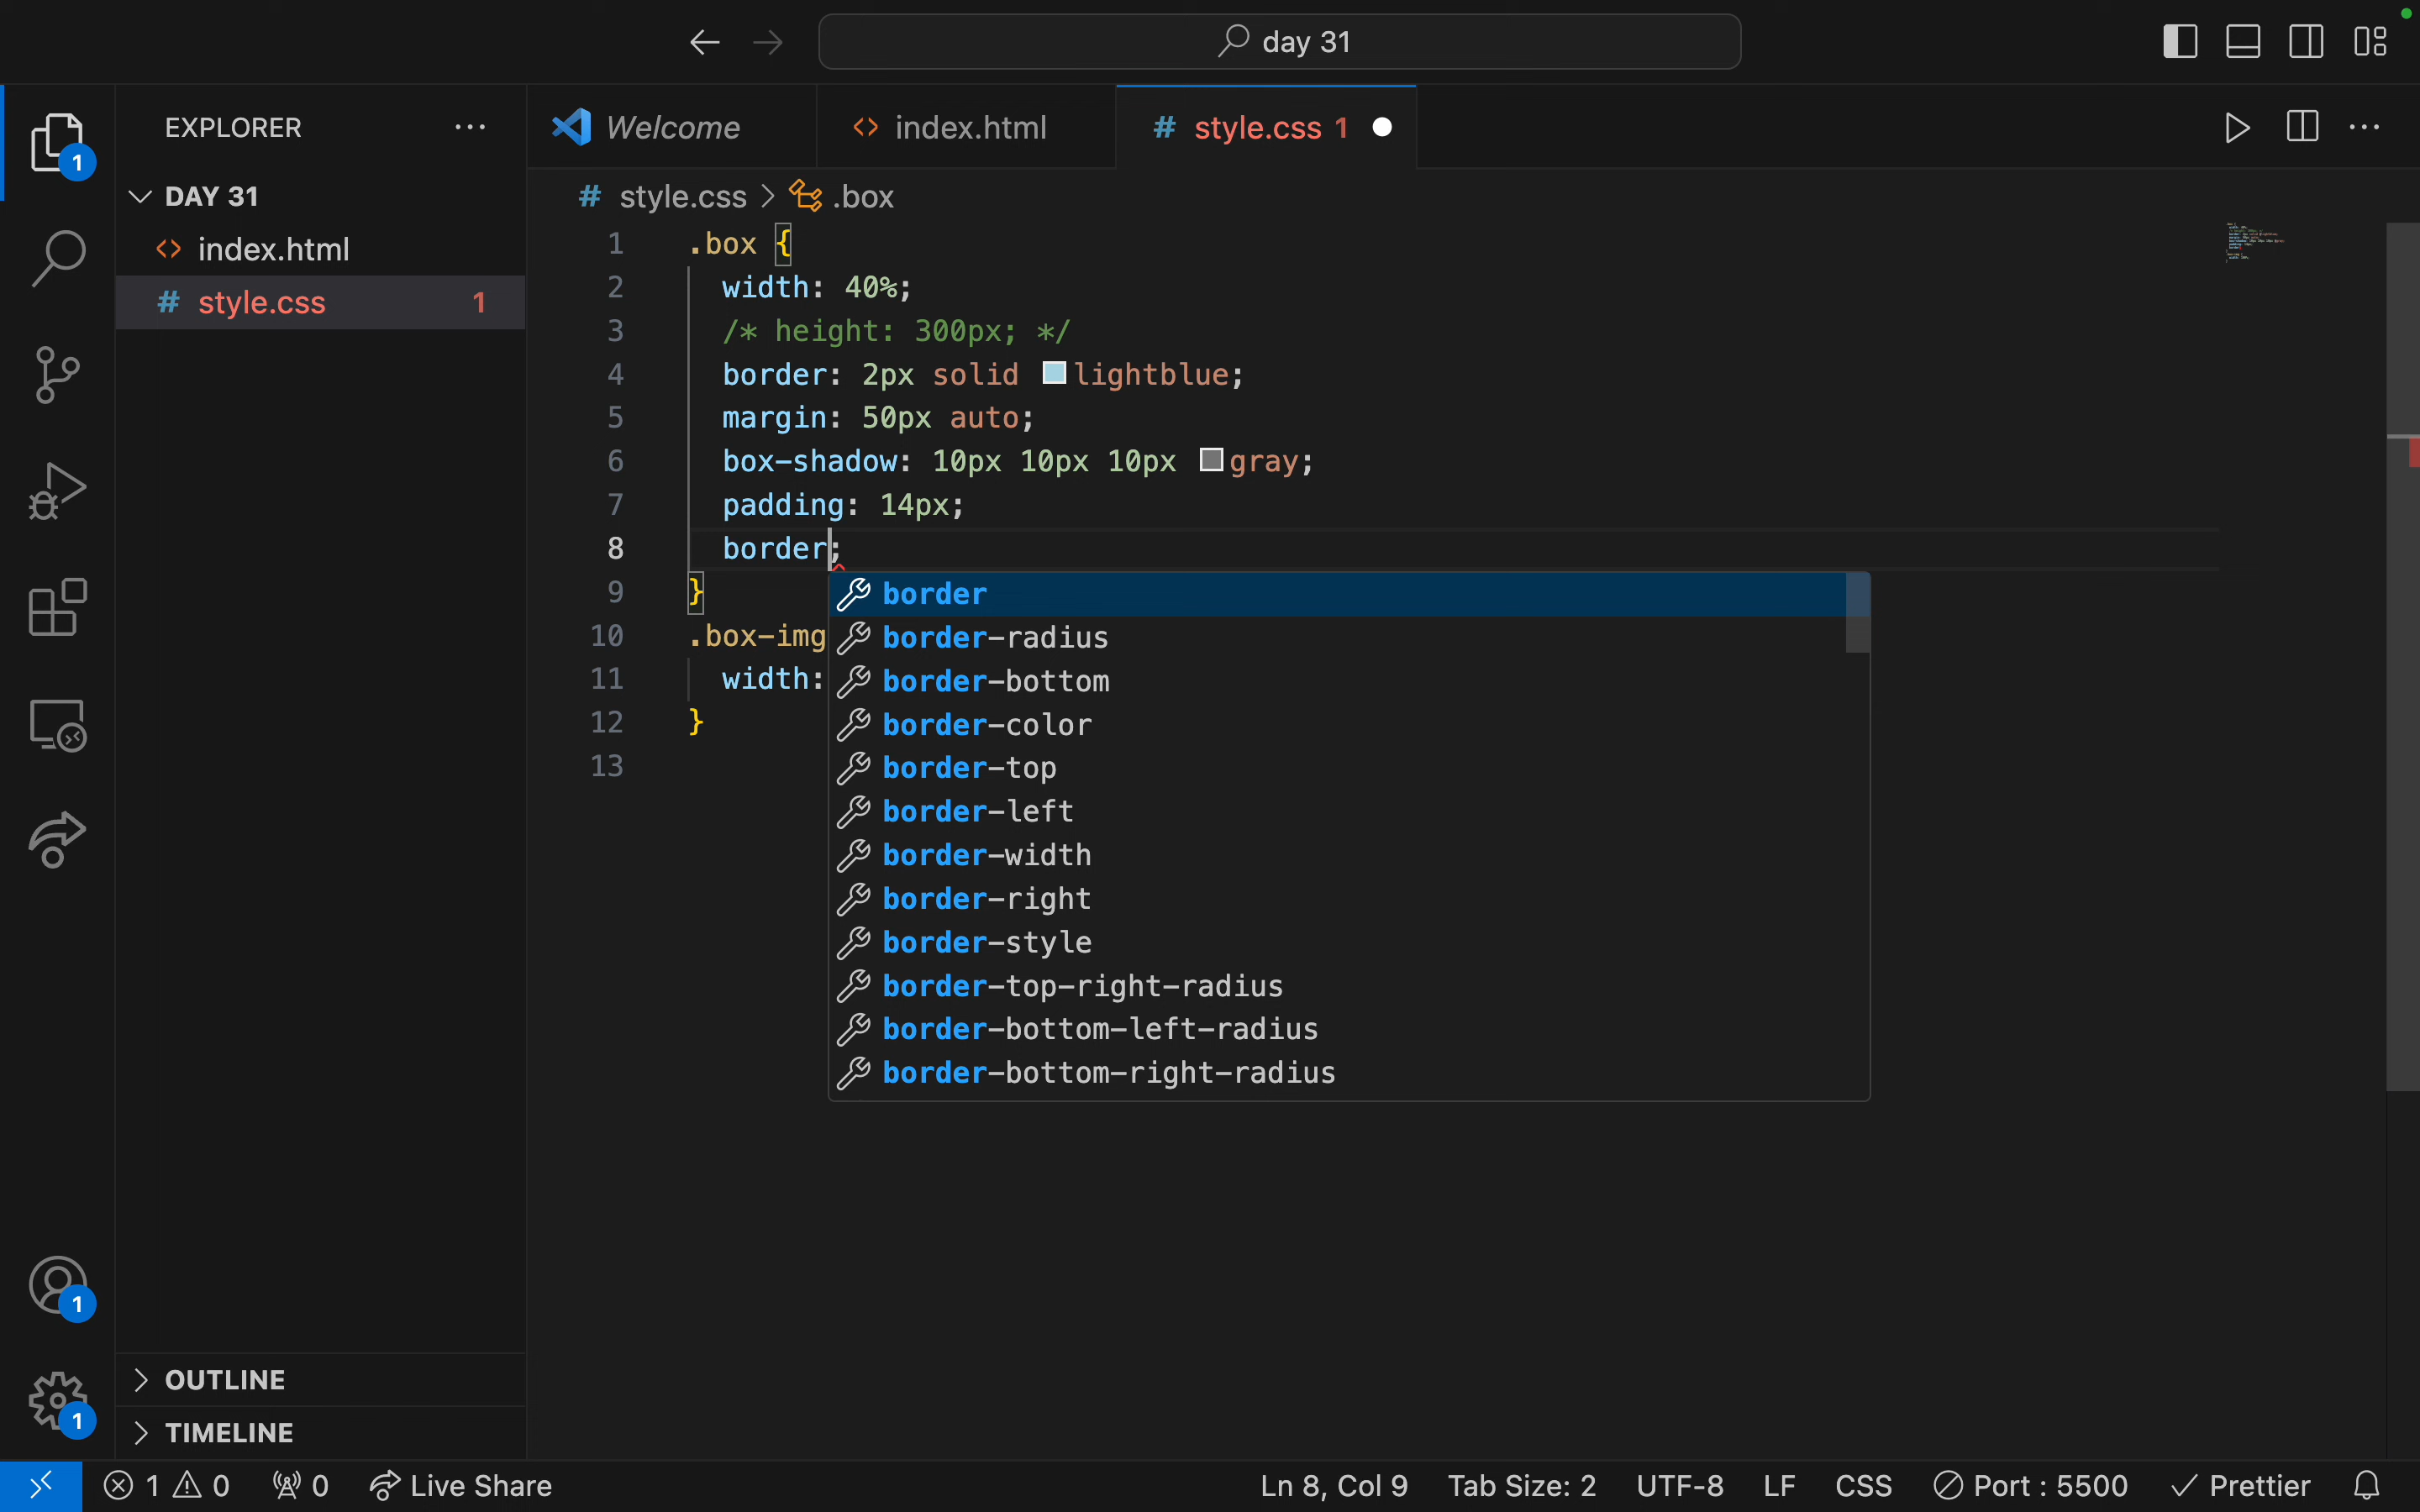 day 31
EXPLORER
Welcome
index.html
style.css 1
1
DAY 31
index.html
style.css 1
style.css > .box
1 .box {
2 width: 40%;
3 /* height: 300px; */
4 border: 2px solid lightblue;
5 margin: 50px auto;
6 box-shadow: 10px 10px 10px gray;
7 padding: 14px;
8 border;
9 }
10 .box-img
11 width:
12 }
13
border
border-radius
border-bottom
border-color
border-top
border-left
border-width
border-right
border-style
border-top-right-radius
border-bottom-left-radius
border-bottom-right-radius
1
1
OUTLINE
TIMELINE
1 0 0 Live Share Ln 8, Col 9 Tab Size: 2 UTF-8 LF CSS Port : 5500 Prettier